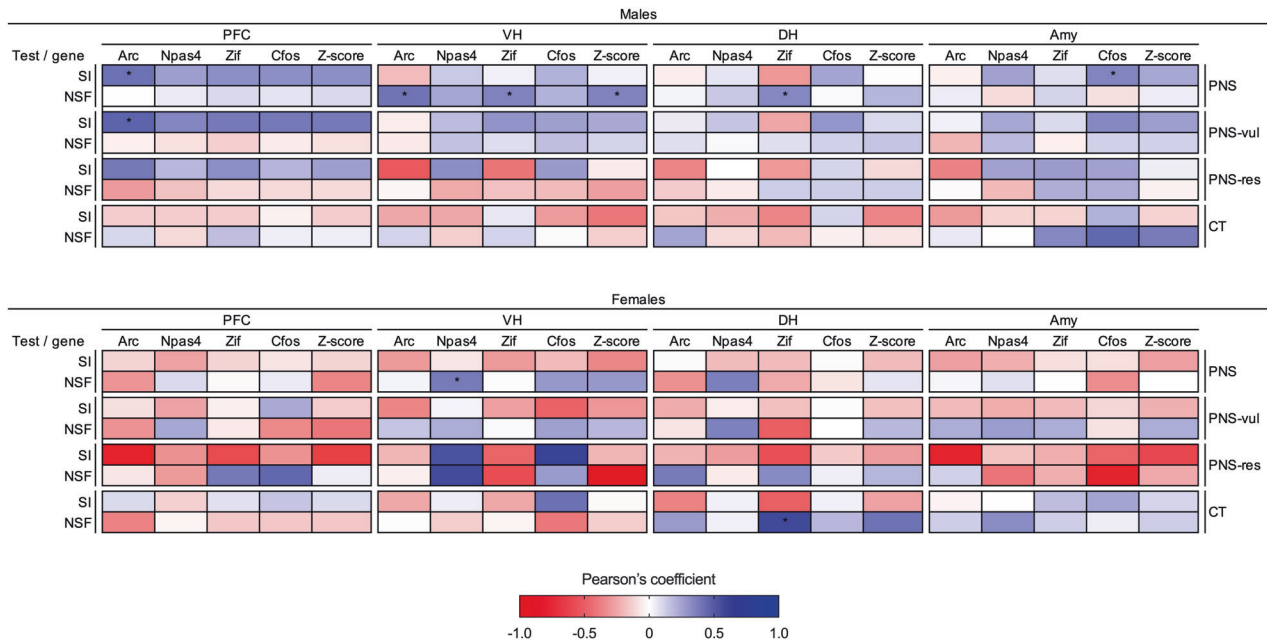 Males
PFC VH DH Amy
Test / gene Arc Npas4 Zif Cfos Z-score Arc Npas4 Zif Cfos Z-score Arc Npas4 Zif Cfos Z-score Arc Npas4 Zif Cfos Z-score
SI * *
PNS
NSF * * * *
SI *
PNS-vul
NSF
SI
PNS-res
NSF
SI
CT
NSF
Females
PFC VH DH Amy
Test / gene Arc Npas4 Zif Cfos Z-score Arc Npas4 Zif Cfos Z-score Arc Npas4 Zif Cfos Z-score Arc Npas4 Zif Cfos Z-score
SI
PNS
NSF *
SI
PNS-vul
NSF
SI
PNS-res
NSF
SI
CT
NSF *
Pearson's coefficient
-1.0 -0.5 0 0.5 1.0